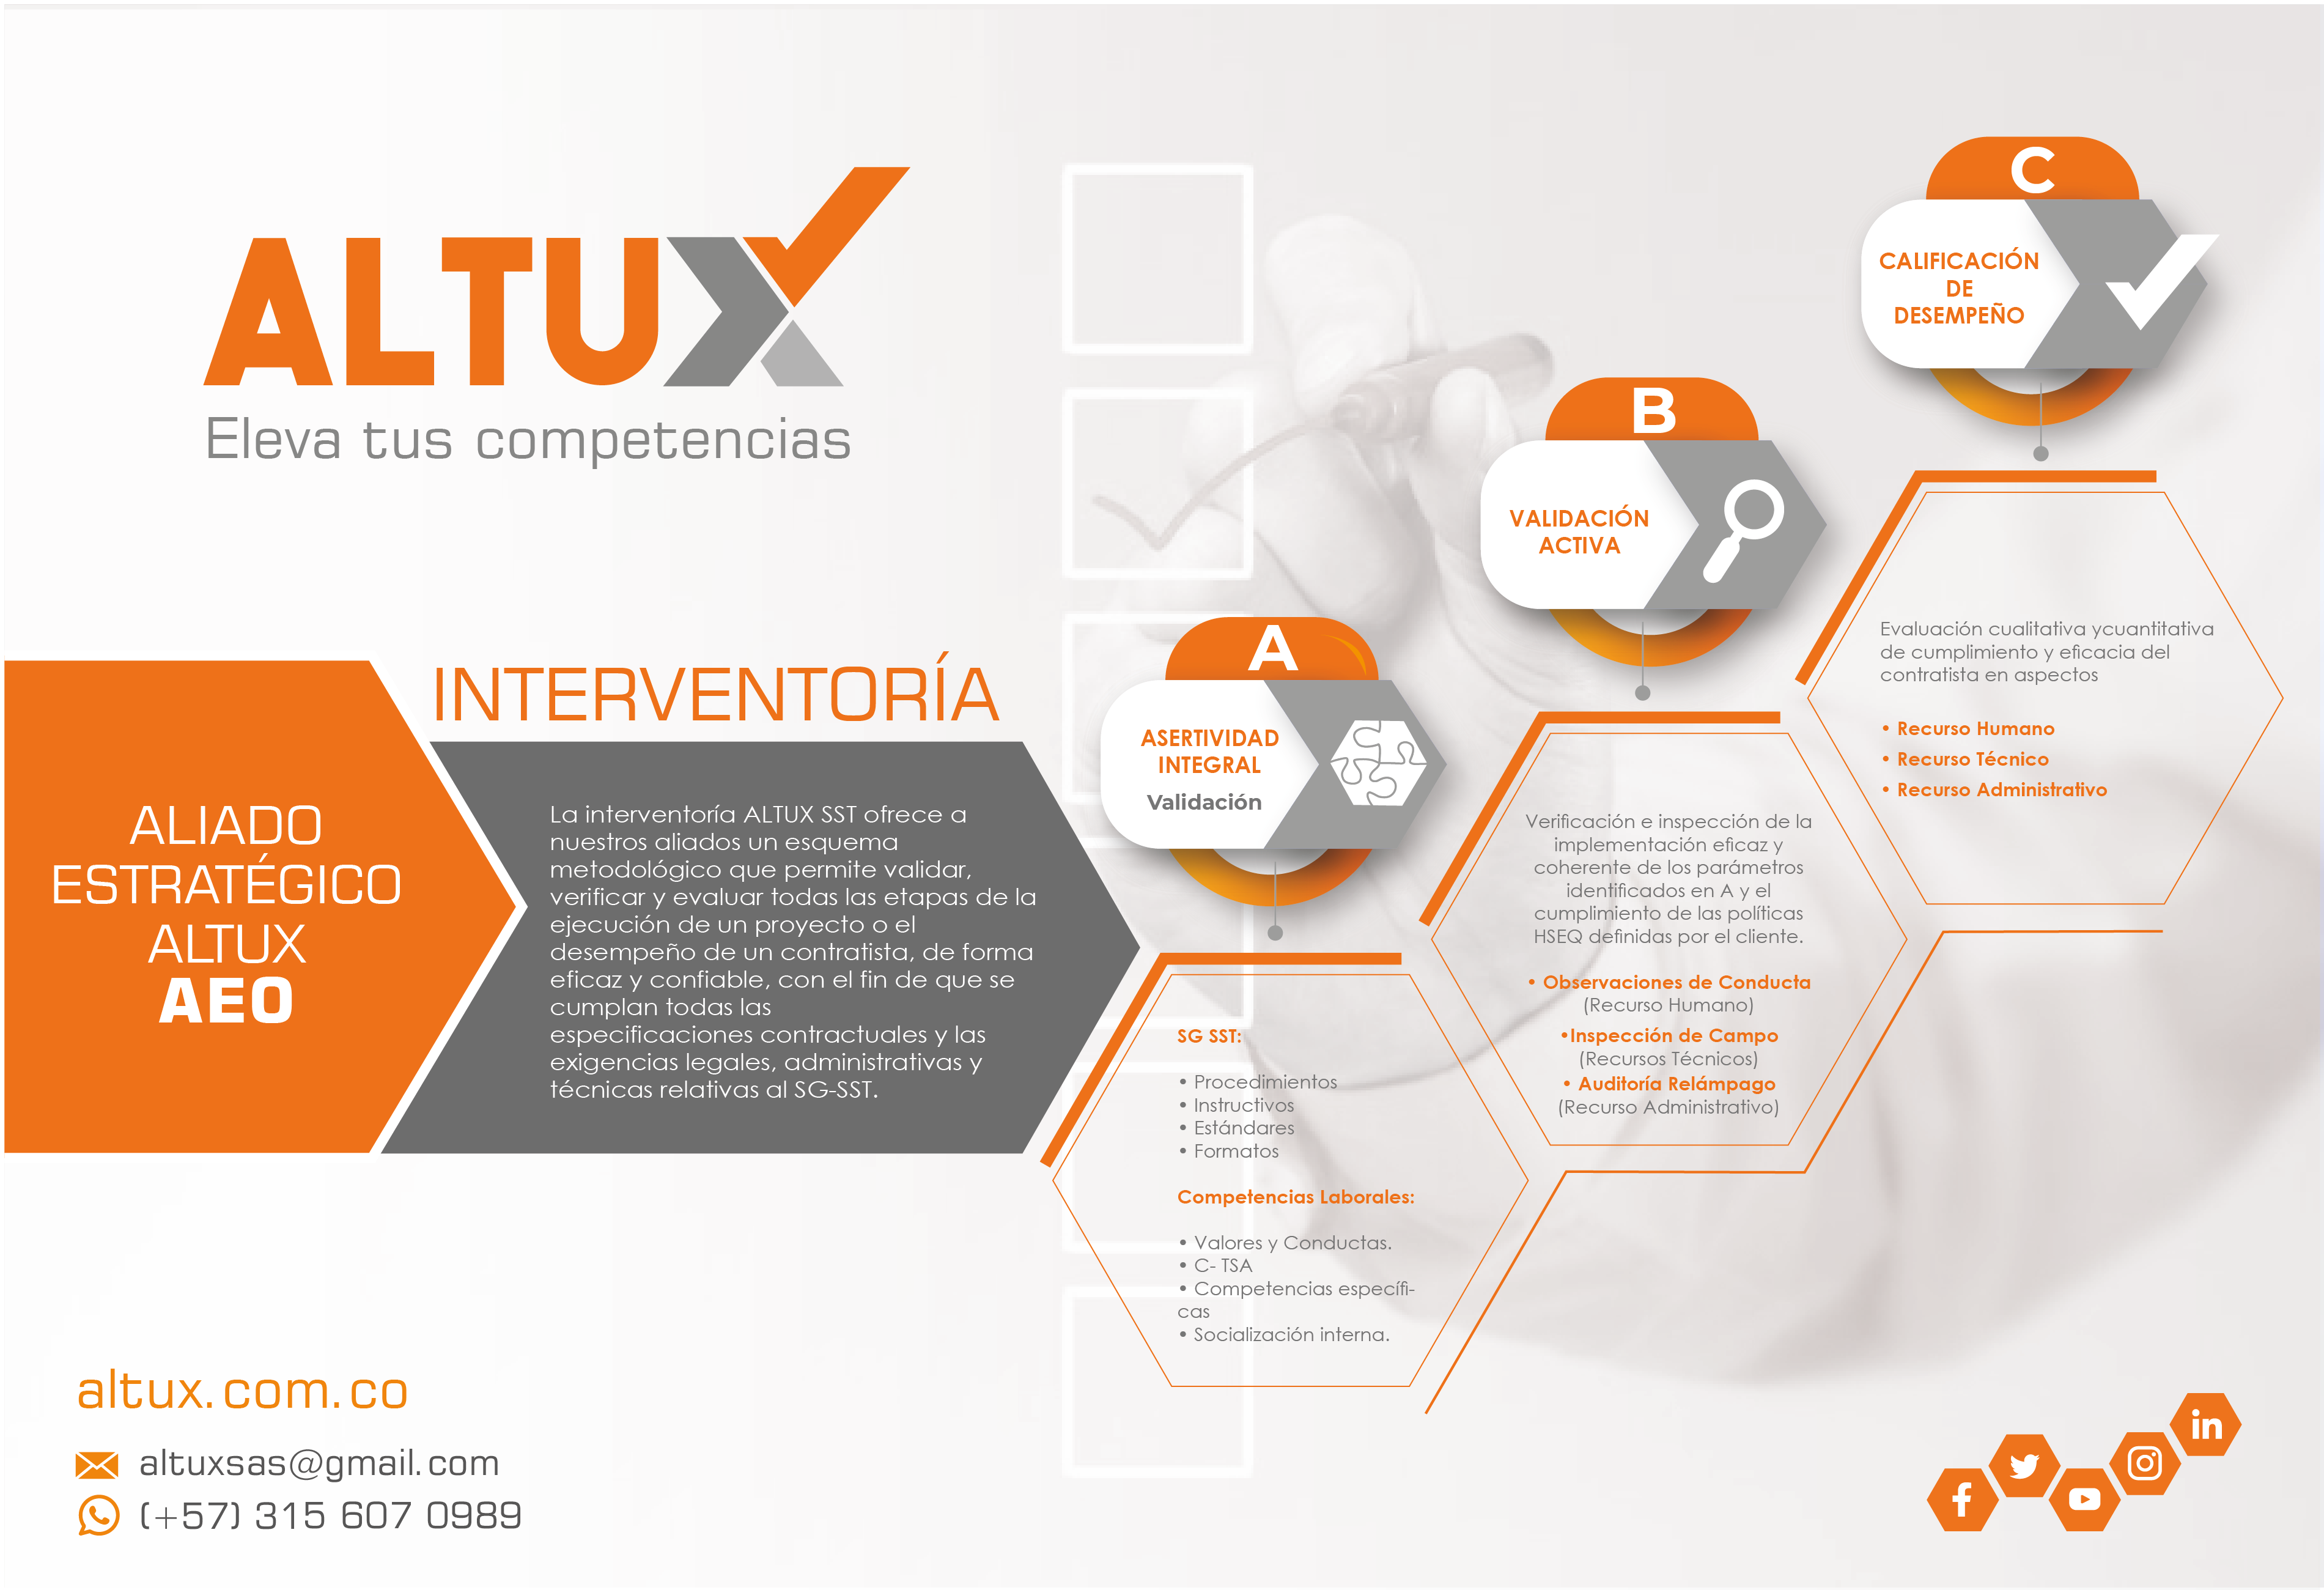 ALTUX
Eleva tus competencias
ALIADO
ESTRATÉGICO
ALTUX
AEO
INTERVENTORÍA
La interventoría ALTUX SST ofrece a
nuestros aliados un esquema
metodológico que permite validar,
verificar y evaluar todas las etapas de la
ejecución de un proyecto o el
desempeño de un contratista, de forma
eficaz y confiable, con el fin de que se
cumplan todas las
especificaciones contractuales y las
exigencias legales, administrativas y
técnicas relativas al SG-SST.
A
ASERTIVIDAD
INTEGRAL
Validación
SG SST:
• Procedimientos
• Instructivos
• Estándares
• Formatos
Competencias Laborales:
• Valores y Conductas.
• C- TSA
• Competencias específi-
cas
• Socialización interna.
B
VALIDACIÓN
ACTIVA
Verificación e inspección de la
implementación eficaz y
coherente de los parámetros
identificados en A y el
cumplimiento de las políticas
HSEQ definidas por el cliente.
• Observaciones de Conducta
(Recurso Humano)
•Inspección de Campo
(Recursos Técnicos)
• Auditoría Relámpago
(Recurso Administrativo)
C
CALIFICACIÓN
DE
DESEMPEÑO
Evaluación cualitativa ycuantitativa
de cumplimiento y eficacia del
contratista en aspectos
• Recurso Humano
• Recurso Técnico
• Recurso Administrativo
altux.com.co
altuxsas@gmail.com
(+57) 315 607 0989